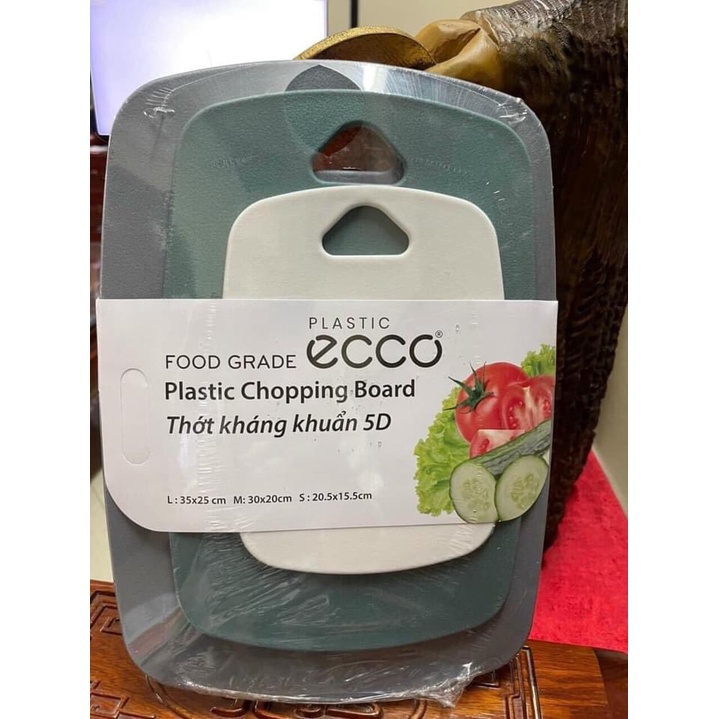 PLASTIC
FOOD GRADE ecco®
Plastic Chopping Board
Thớt kháng khuẩn 5D
L : 35x25 cm M: 30x20cm S : 20.5x15.5cm